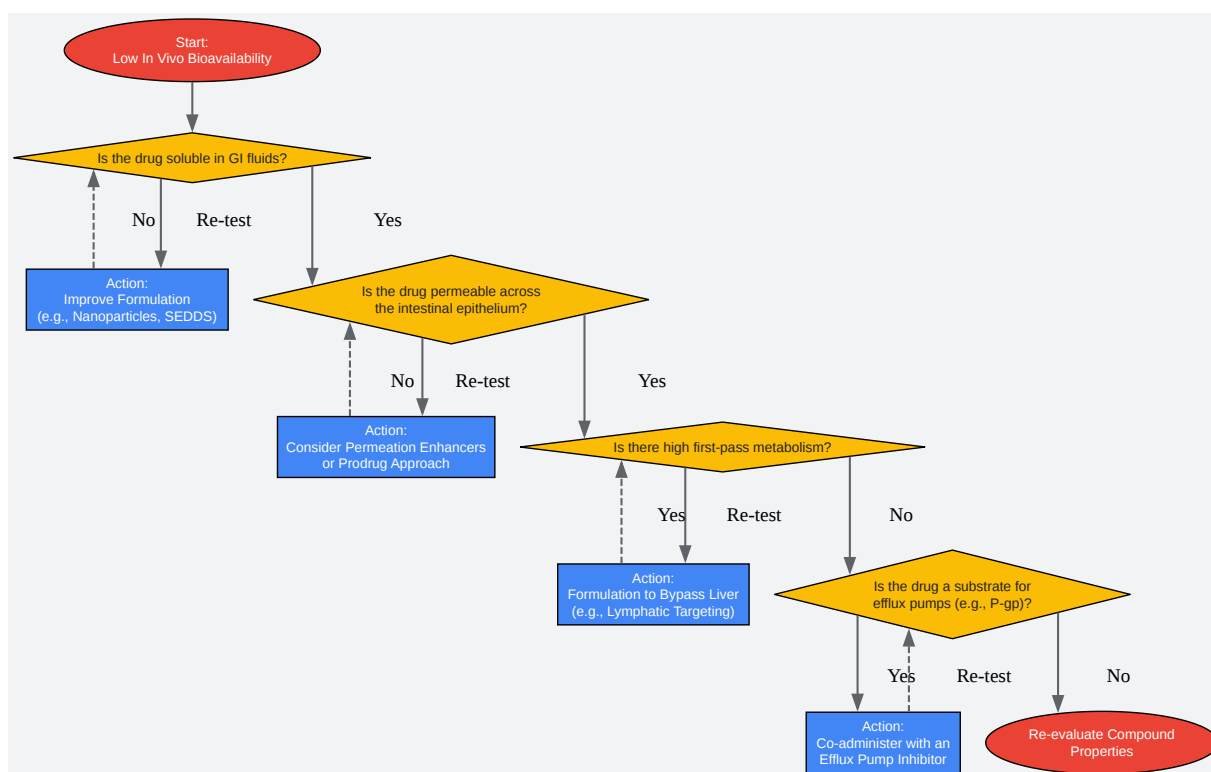 Start:
Low In Vivo Bioavailability
Is the drug soluble in GI fluids?
No
Re-test
Yes
Action:
Improve Formulation
(e.g., Nanoparticles, SEDDS)
Is the drug permeable across
the intestinal epithelium?
No
Re-test
Yes
Action:
Consider Permeation Enhancers
or Prodrug Approach
Is there high first-pass metabolism?
Yes
Re-test
No
Action:
Formulation to Bypass Liver
(e.g., Lymphatic Targeting)
Is the drug a substrate for
efflux pumps (e.g., P-gp)?
Yes
Re-test
No
Action:
Co-administer with an
Efflux Pump Inhibitor
Re-evaluate Compound
Properties